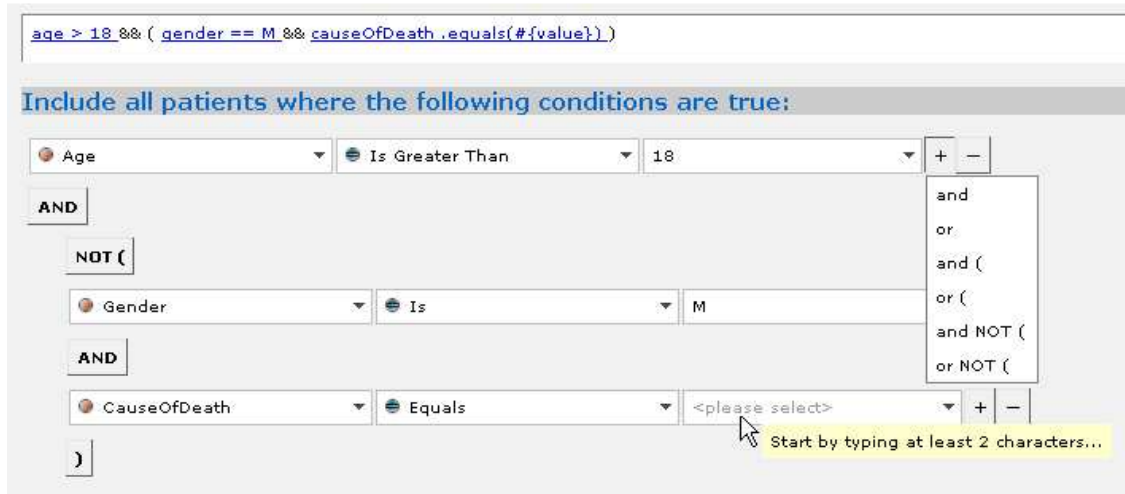 age > 18 && ( gender == M && causeOfDeath .equals(#{value}) )
Include all patients where the following conditions are true:
Age Is Greater Than 18 + −
and
AND
or
NOT (
and (
or (
Gender Is M
and NOT (
AND
or NOT (
CauseOfDeath Equals <please select> + −
Start by typing at least 2 characters...
)